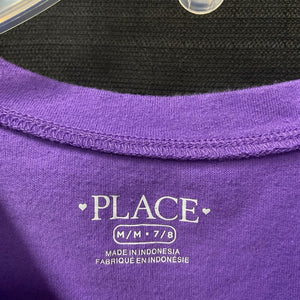 PLACE
M/M • 7/8
MADE IN INDONESIA
FABRIQUÉ EN INDONÉSIE